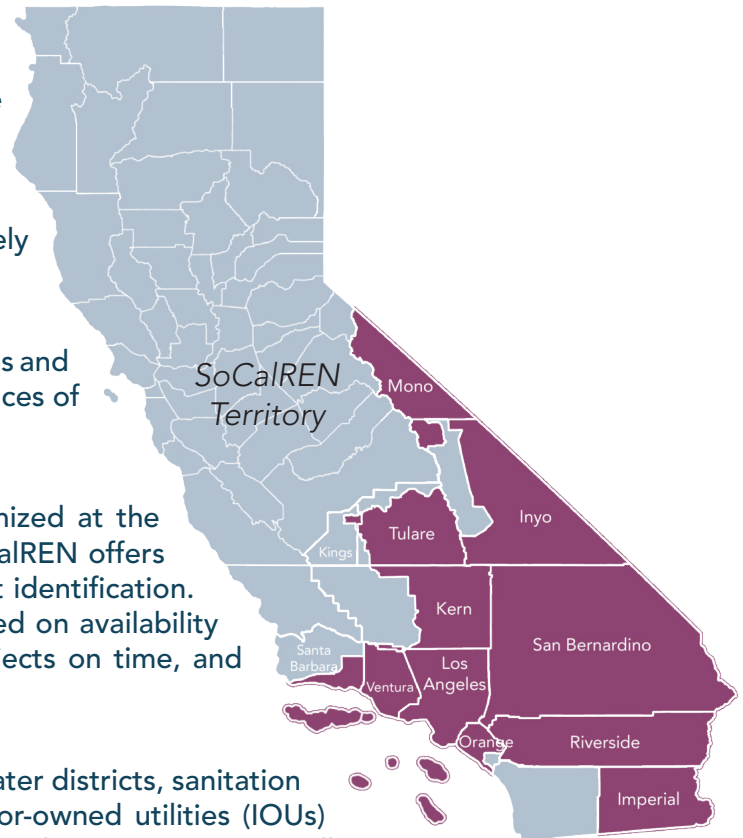 ely
s and
ces of
nized at the
alREN offers
t identification.
ed on availability
jects on time, and
ater districts, sanitation
or-owned utilities (IOUs)
SoCalREN
Territory
Mono
Inyo
Tulare
Kings
Kern
San Bernardino
Santa
Barbara
Ventura
Los
Angeles
Orange
Riverside
Imperial